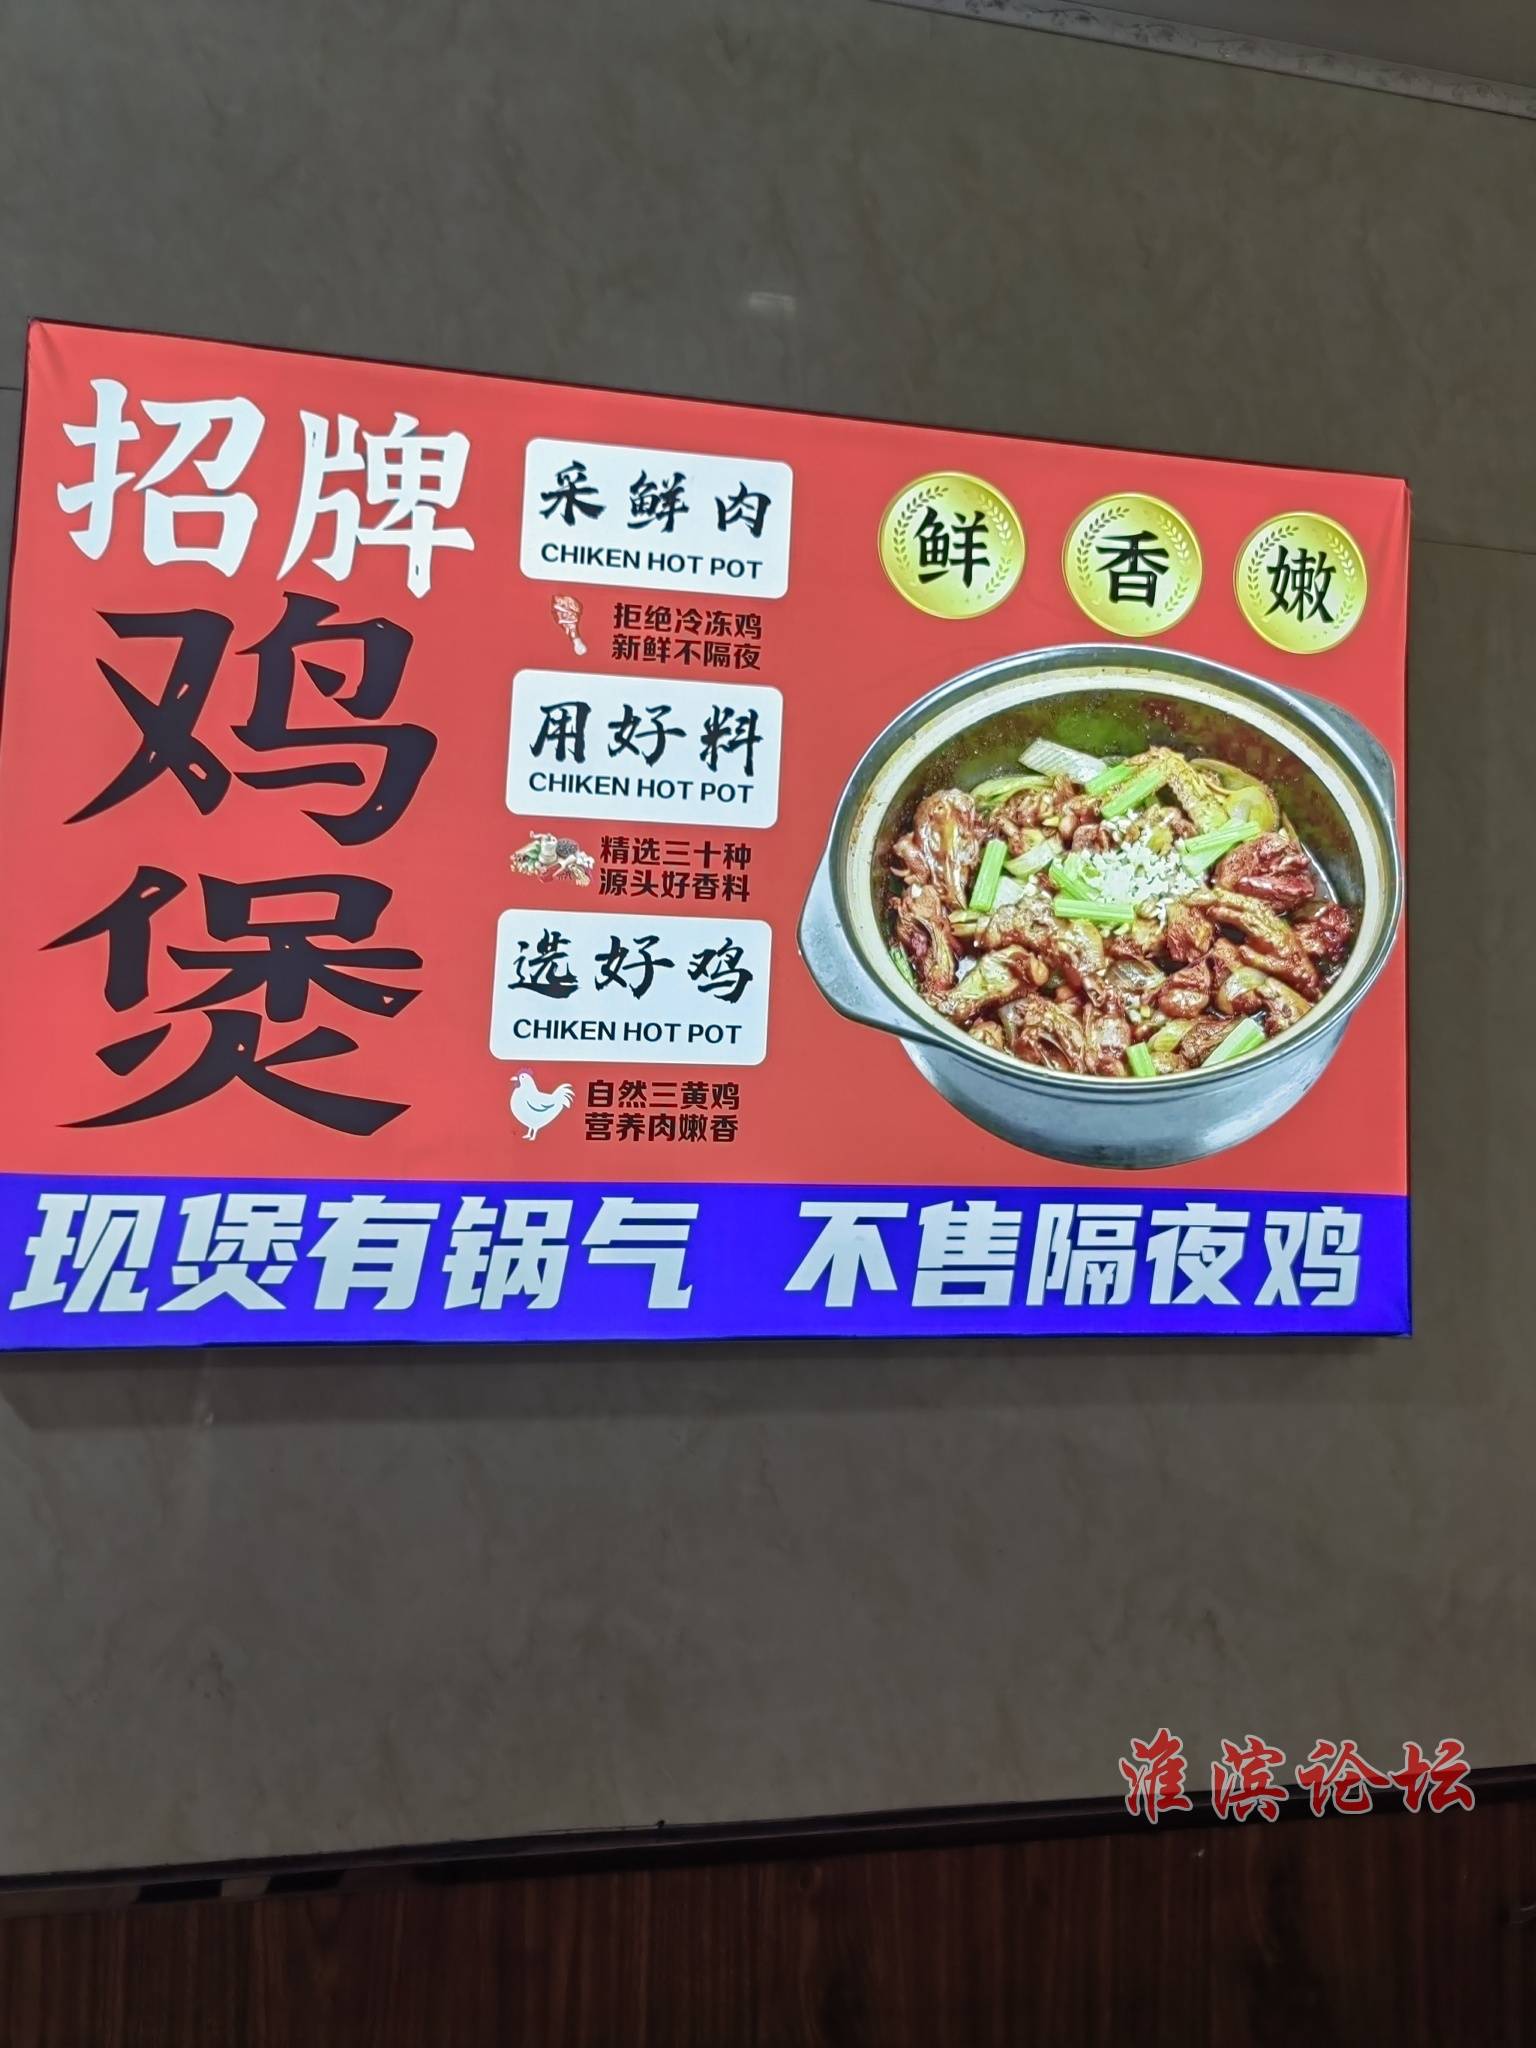 招牌
鸡
煲
采鲜肉
CHIKEN HOT POT
拒绝冷冻鸡
新鲜不隔夜
用好料
CHIKEN HOT POT
精选三十种
源头好香料
选好鸡
CHIKEN HOT POT
自然三黄鸡
营养肉嫩香
鲜 香 嫩
现煲有锅气 不售隔夜鸡
淮滨论坛